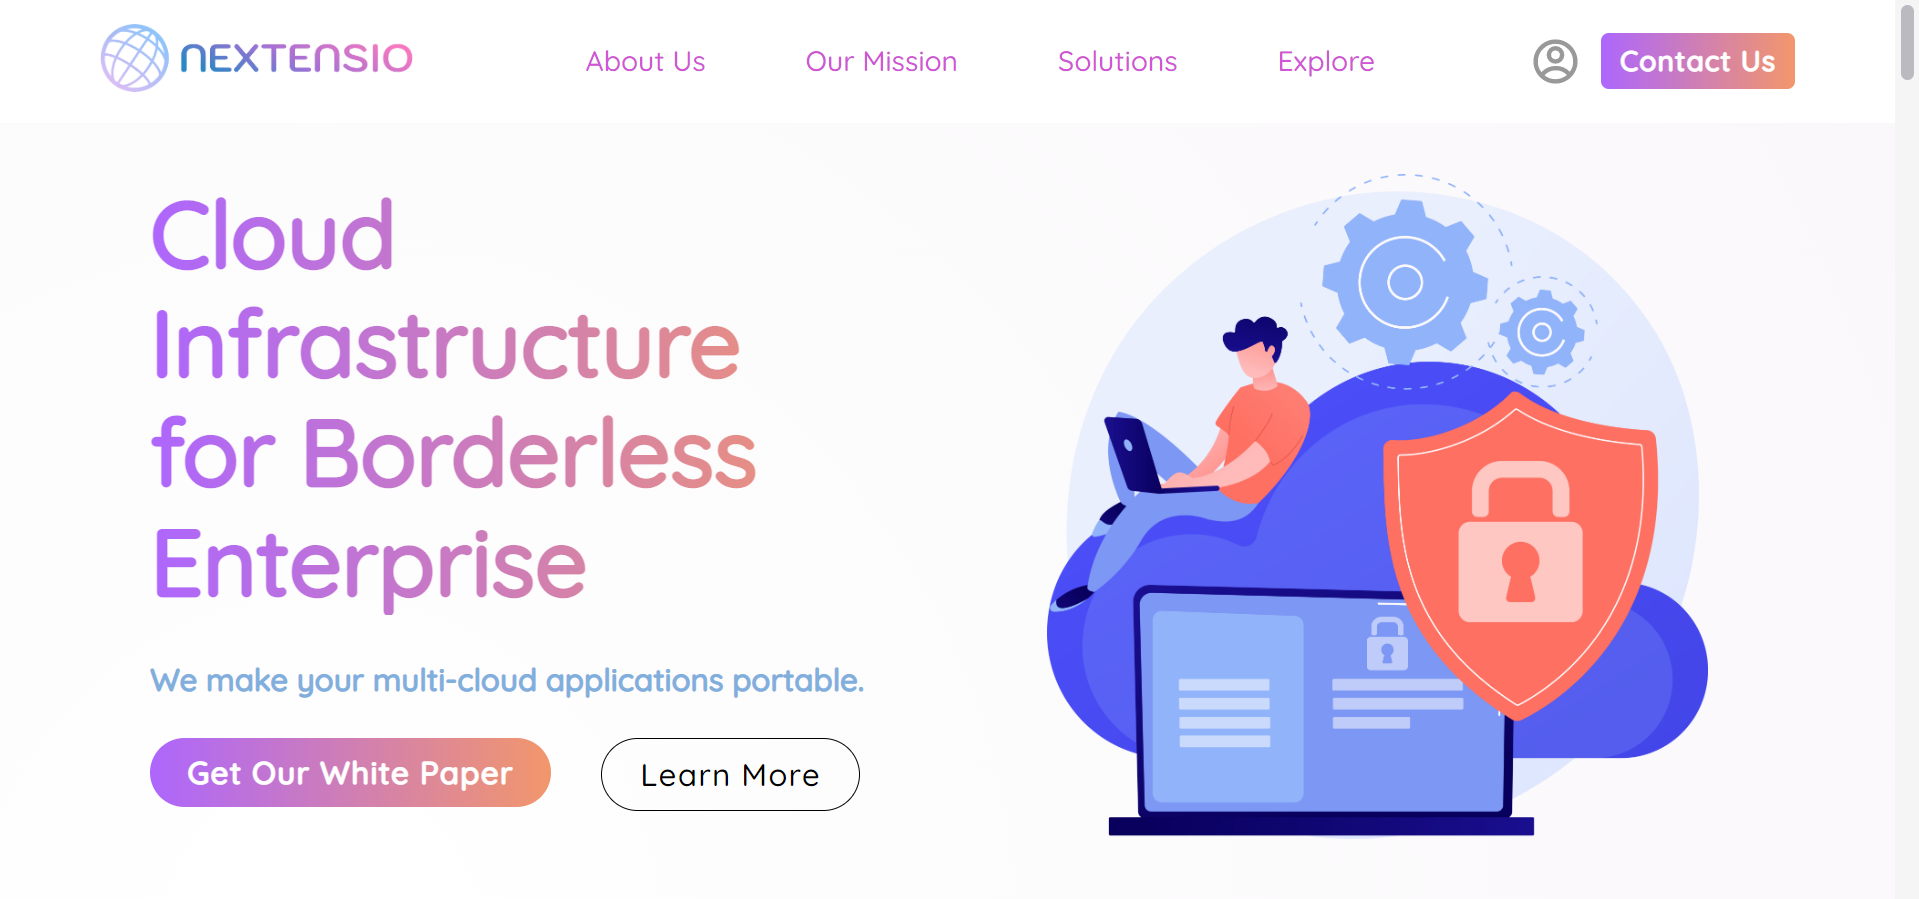 NEXTENSIO
About Us
Our Mission
Solutions
Explore
Contact Us
Cloud
Infrastructure
for Borderless
Enterprise
We make your multi-cloud applications portable.
Get Our White Paper
Learn More